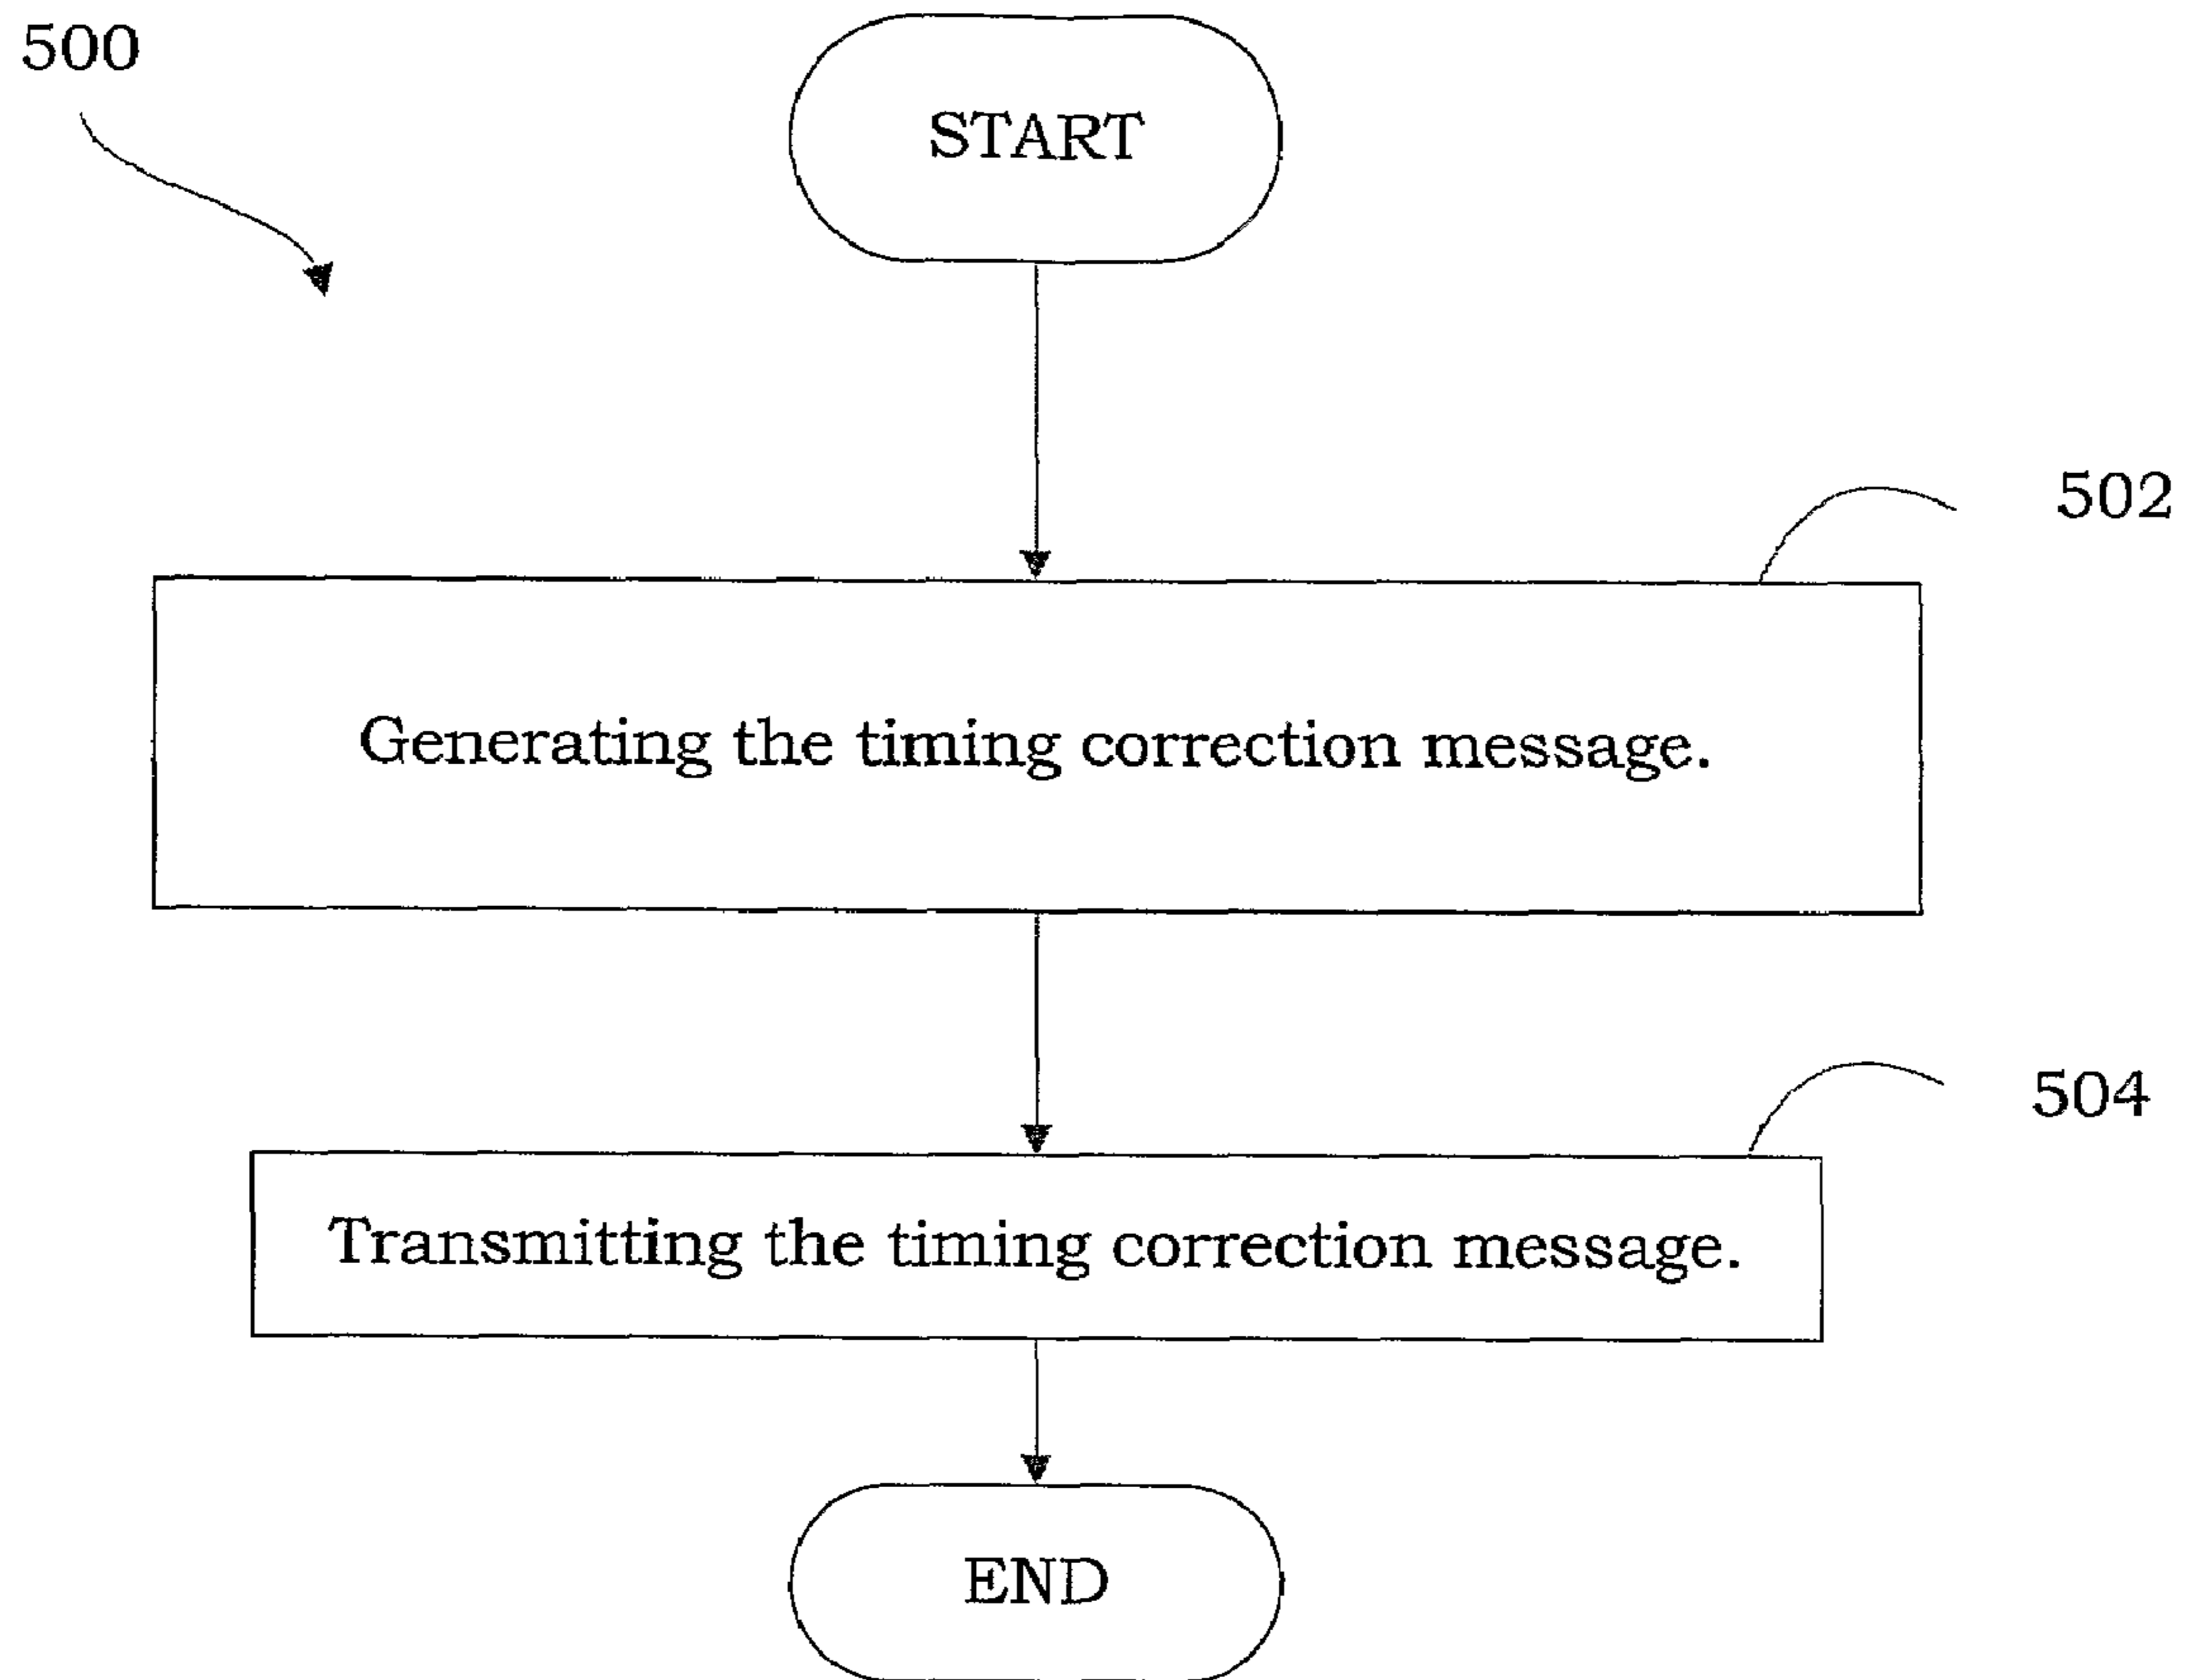 500
START
502
Generating the timing correction message.
504
Transmitting the timing correction message.
END